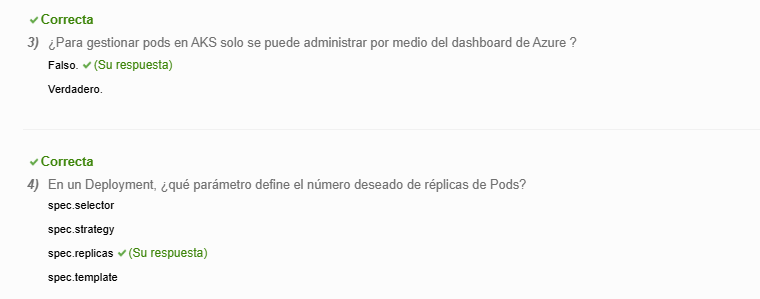 ✓Correcta
3) ¿Para gestionar pods en AKS solo se puede administrar por medio del dashboard de Azure ?
Falso. ✓(Su respuesta)
Verdadero.
✓Correcta
4) En un Deployment, ¿qué parámetro define el número deseado de réplicas de Pods?
spec.selector
spec.strategy
spec.replicas ✓(Su respuesta)
spec.template